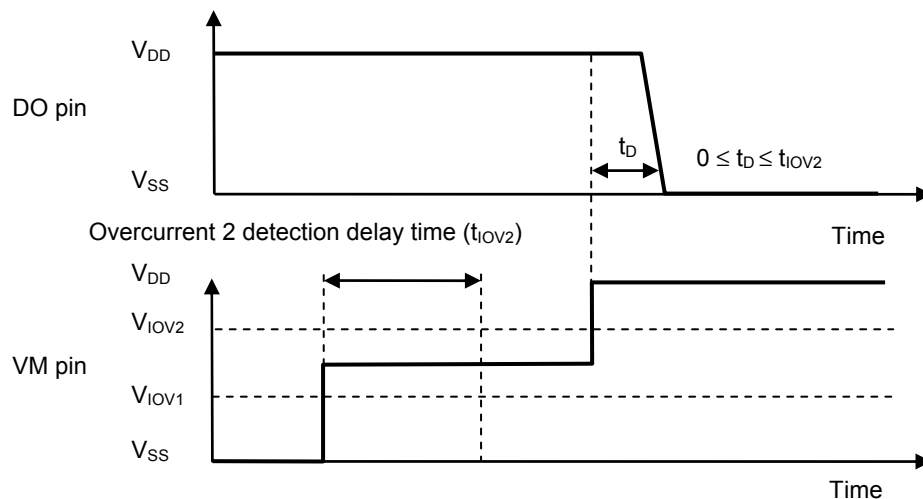 V_DD
DO pin
t_D
0 ≤ t_D ≤ t_IOV2
V_SS
Overcurrent 2 detection delay time (t_IOV2)
Time
V_DD
V_IOV2
VM pin
V_IOV1
V_SS
Time